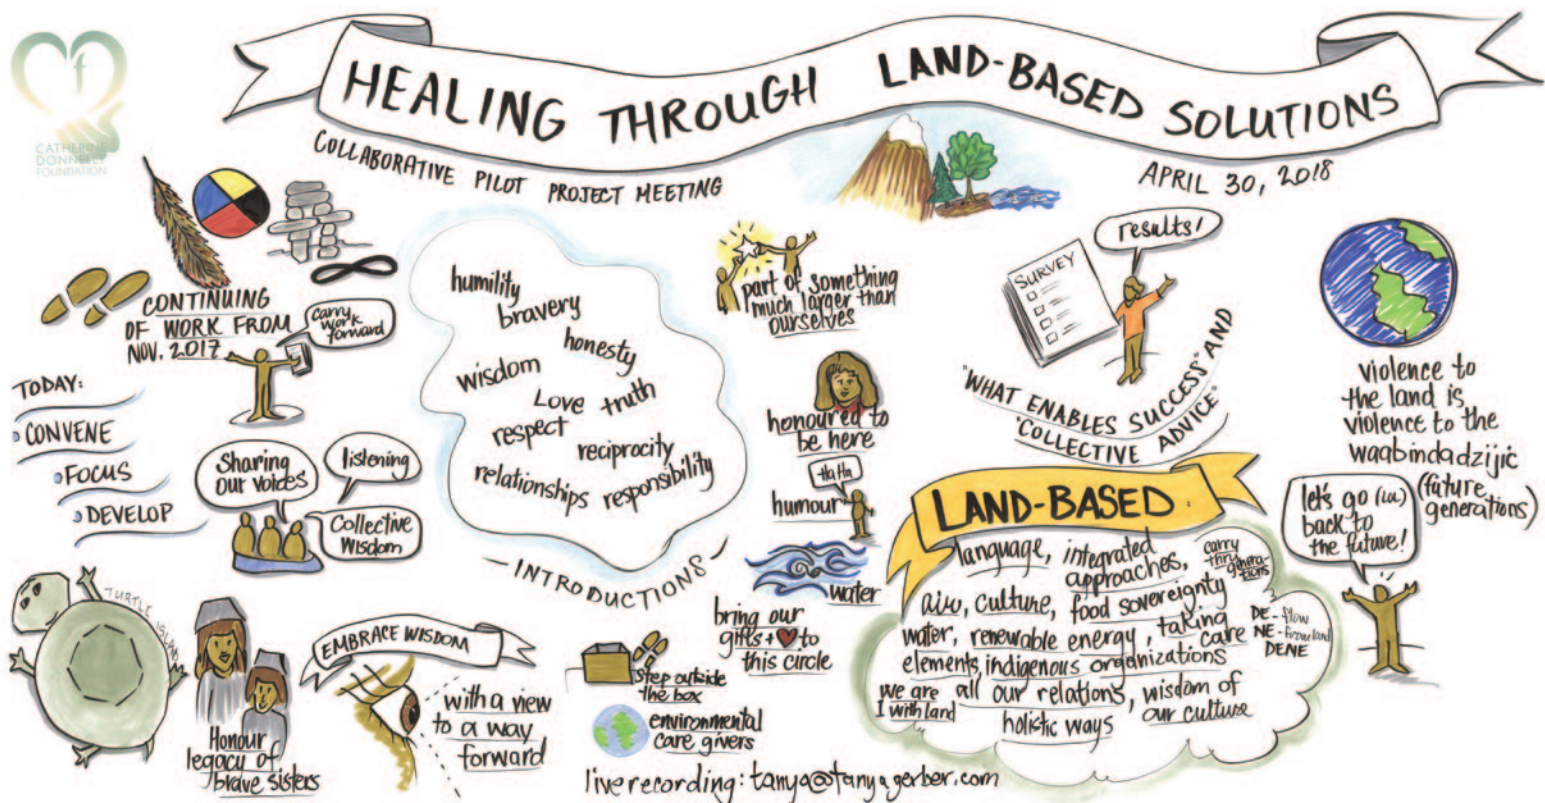 HEALING THROUGH LAND-BASED SOLUTIONS
CATHERINE
DONNELLY
FOUNDATION
COLLABORATIVE PILOT PROJECT MEETING
APRIL 30, 2018
CONTINUING
OF WORK FROM
NOV. 2017
carry
work
forward
TODAY:
CONVENE
FOCUS
DEVELOP
Sharing
our voices
listening
Collective
Wisdom
humility
bravery
honesty
wisdom
Love truth
respect
reciprocity
relationships responsibility
INTRODUCTIONS
part of something
much larger than
ourselves
honoured to
be here
Ha Ha
humour
water
bring our
gifts + ❤ to
this circle
results!
SURVEY
"WHAT ENABLES SUCCESS" AND
"COLLECTIVE ADVICE"
violence to
the land is
violence to the
waabindadzijic
(future
generations)
let's go (LOL)
back to
the future!
LAND-BASED
language, integrated
approaches,
carry
thru
genera-
tions
air, culture, food sovereignty
water, renewable energy, taking
care
elements, indigenous organizations
we are
1 with land
all our relations, wisdom of
our culture
holistic ways
DE - flow
NE - from land
DENE
TURTLE ISLAND
Honour
legacy of
brave sisters
EMBRACE WISDOM
with a view
to a way
forward
step outside
the box
environmental
care givers
live recording: tanya@tanyagerber.com